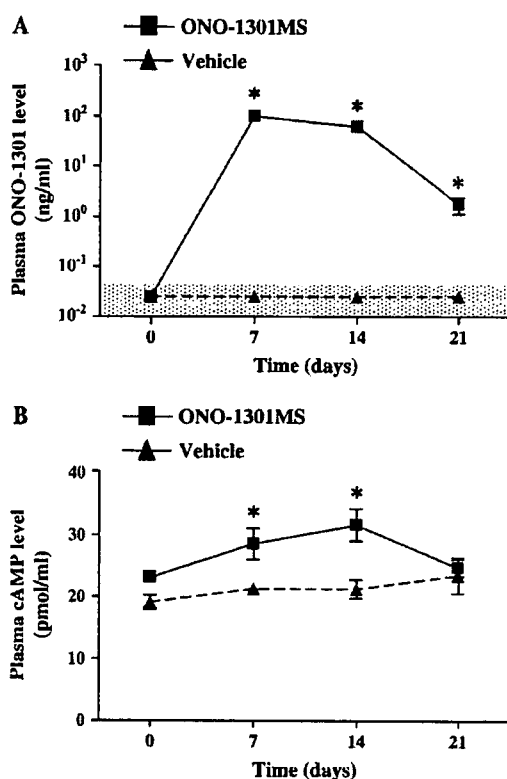 A
ONO-1301MS
Vehicle
Plasma ONO-1301 level
(ng/ml)
10³
10²
10¹
10⁰
10⁻¹
10⁻²
*
*
*
0 7 14 21
Time (days)
B
ONO-1301MS
Vehicle
Plasma cAMP level
(pmol/ml)
40
30
20
10
0
*
*
0 7 14 21
Time (days)